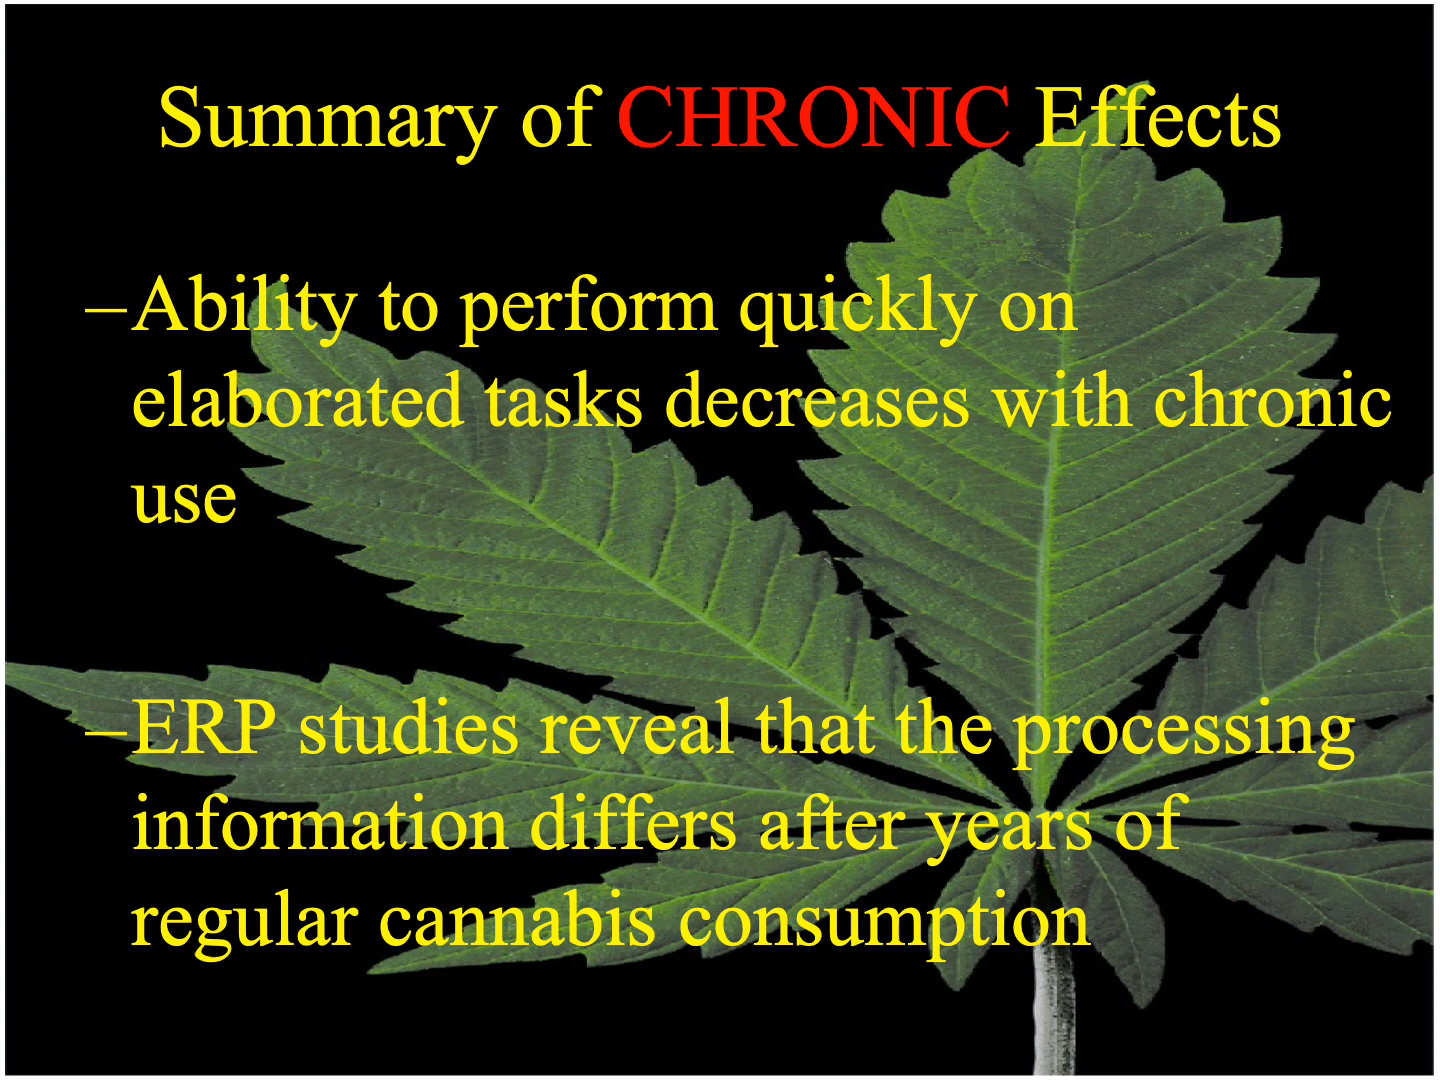 Summary of CHRONIC Effects
–Ability to perform quickly on
elaborated tasks decreases with chronic
use
–ERP studies reveal that the processing
information differs after years of
regular cannabis consumption